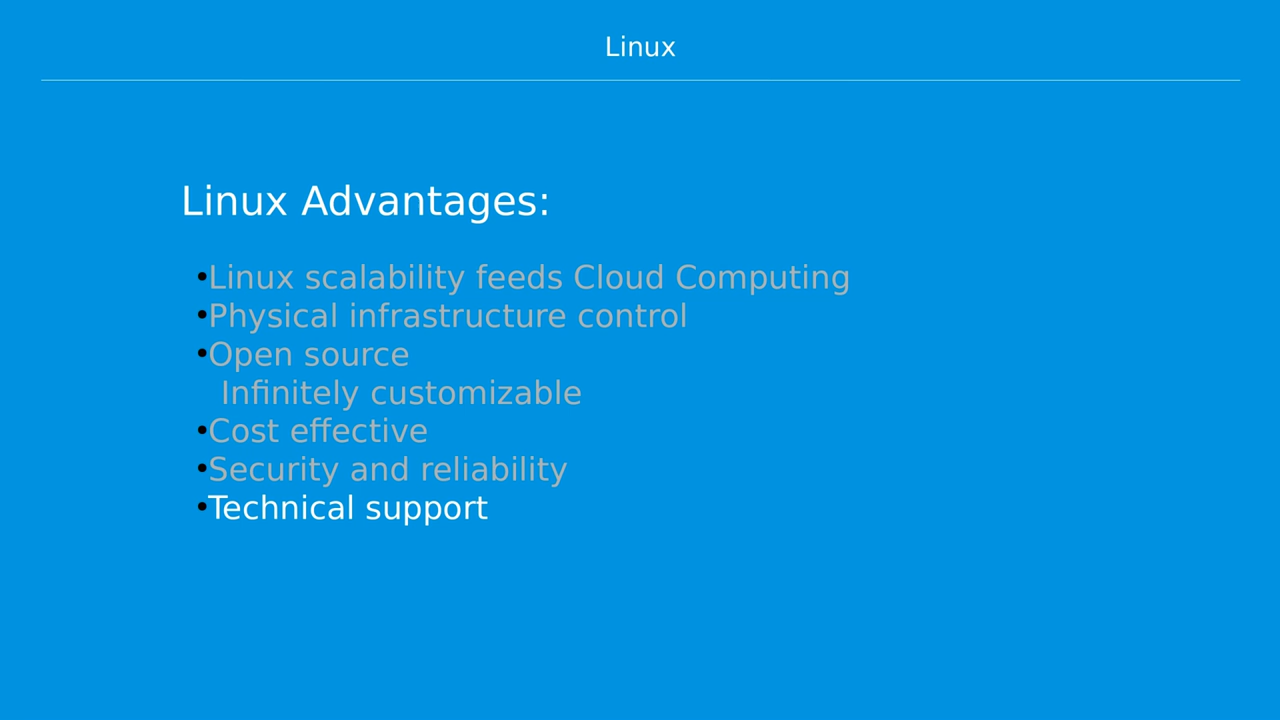 Linux
Linux Advantages:
•Linux scalability feeds Cloud Computing
•Physical infrastructure control
•Open source
Infinitely customizable
•Cost effective
•Security and reliability
•Technical support